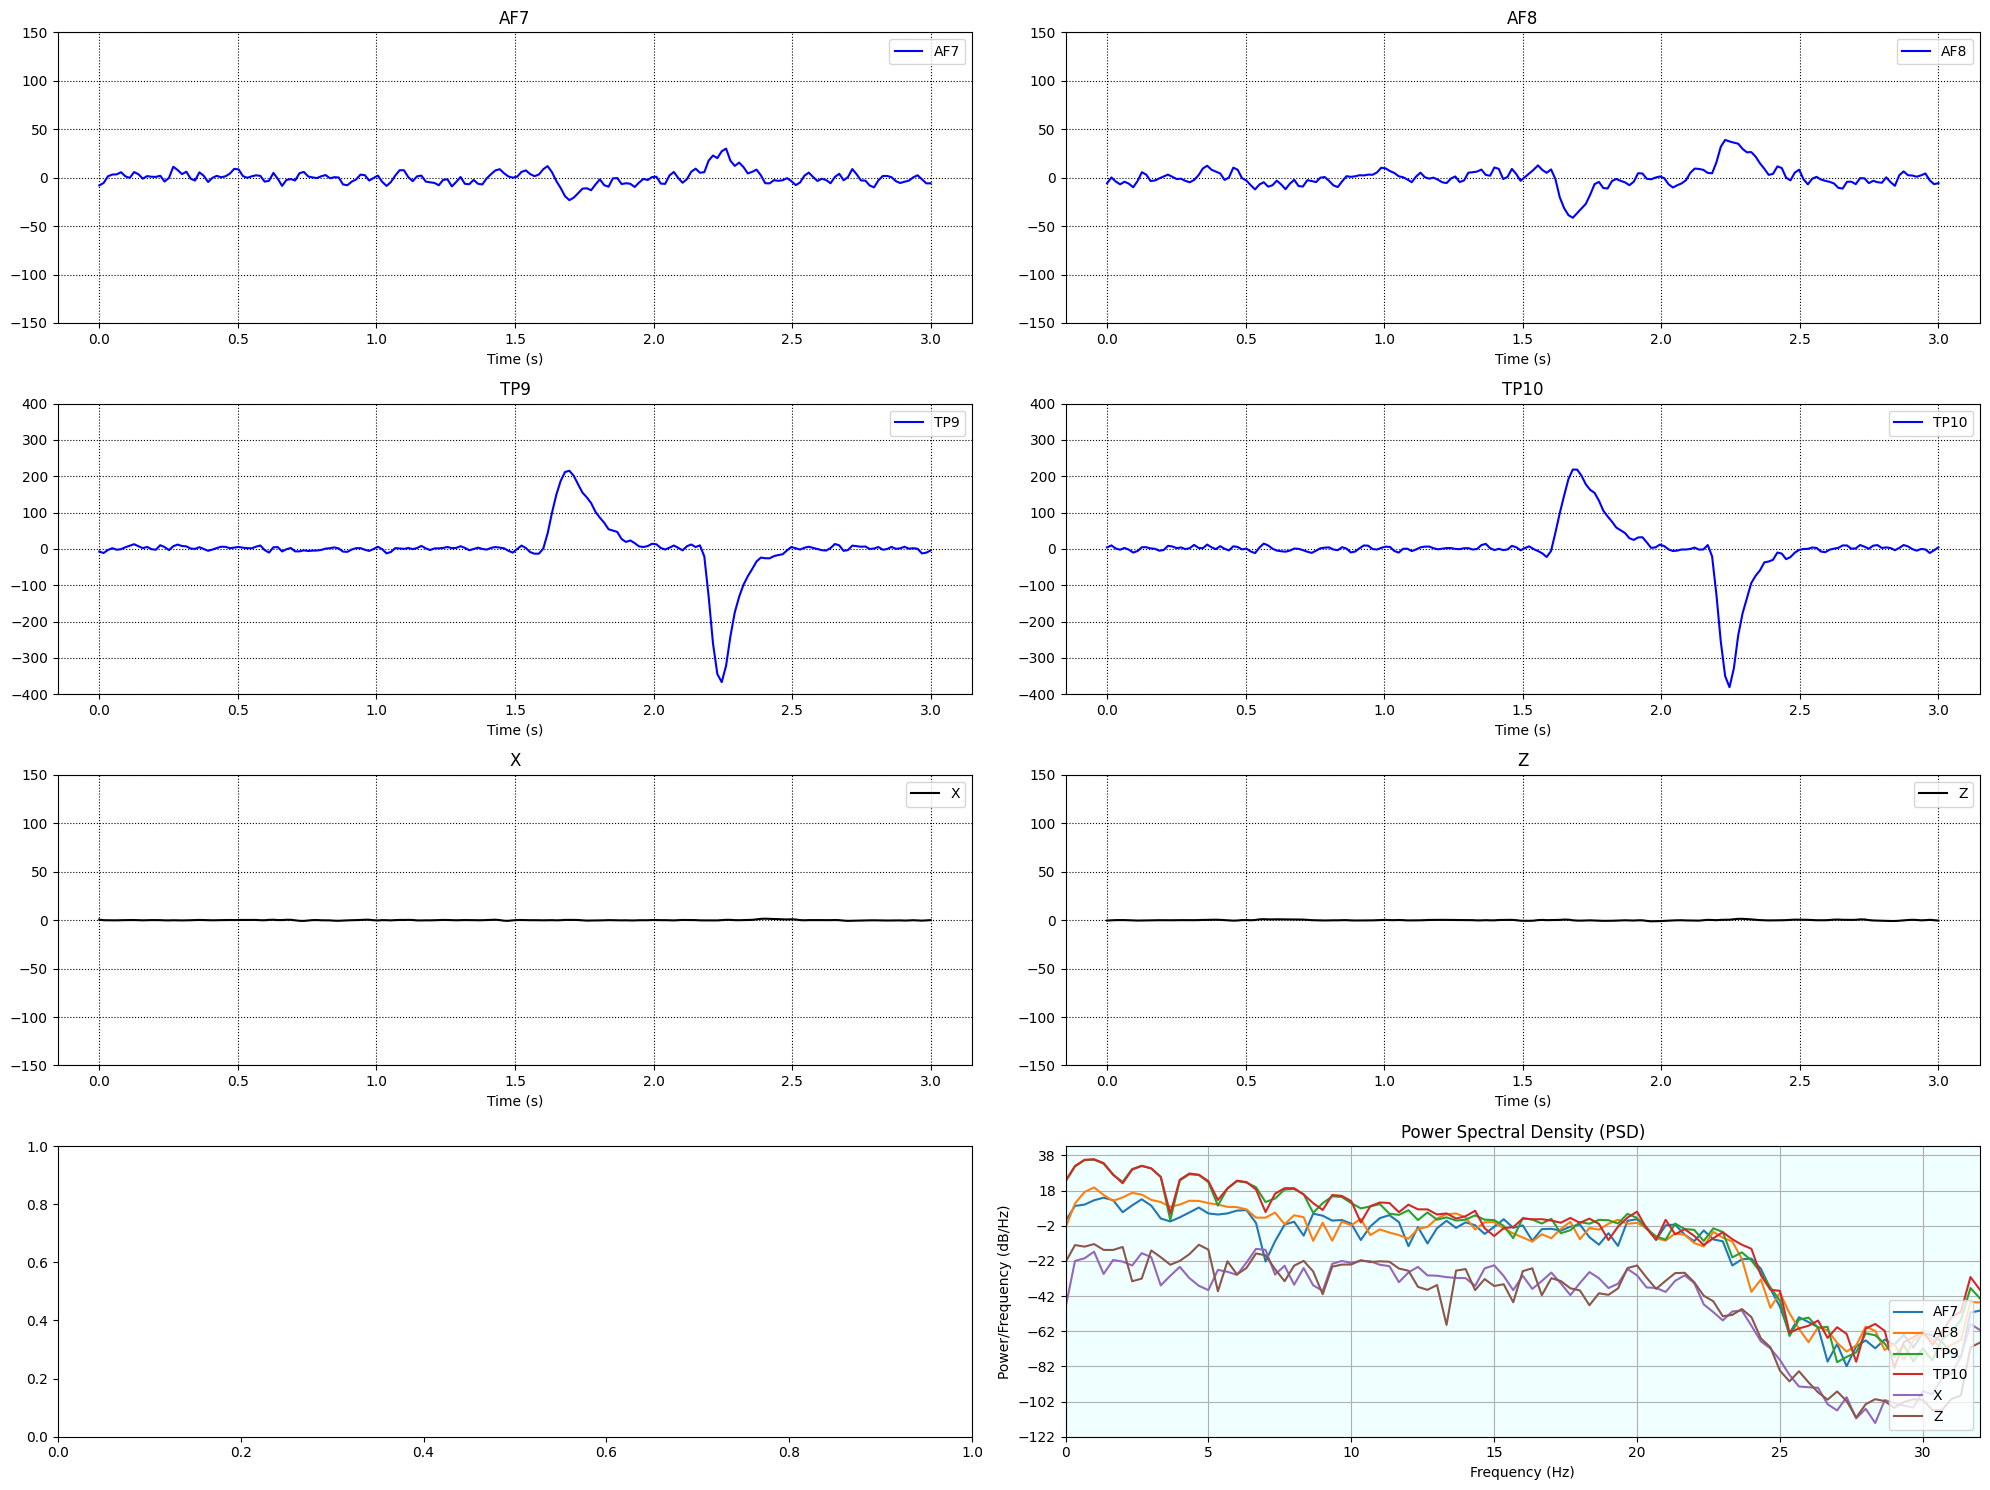 AF7
150
100
50
0
−50
−100
−150
AF7
0.0 0.5 1.0 1.5 2.0 2.5 3.0
Time (s)
AF8
150
100
50
0
−50
−100
−150
AF8
0.0 0.5 1.0 1.5 2.0 2.5 3.0
Time (s)
TP9
400
300
200
100
0
−100
−200
−300
−400
TP9
0.0 0.5 1.0 1.5 2.0 2.5 3.0
Time (s)
TP10
400
300
200
100
0
−100
−200
−300
−400
TP10
0.0 0.5 1.0 1.5 2.0 2.5 3.0
Time (s)
X
150
100
50
0
−50
−100
−150
X
0.0 0.5 1.0 1.5 2.0 2.5 3.0
Time (s)
Z
150
100
50
0
−50
−100
−150
Z
0.0 0.5 1.0 1.5 2.0 2.5 3.0
Time (s)
1.0
0.8
0.6
0.4
0.2
0.0
0.0 0.2 0.4 0.6 0.8 1.0
Power Spectral Density (PSD)
Power/Frequency (dB/Hz)
38
18
−2
−22
−42
−62
−82
−102
−122
AF7
AF8
TP9
TP10
X
Z
0 5 10 15 20 25 30
Frequency (Hz)